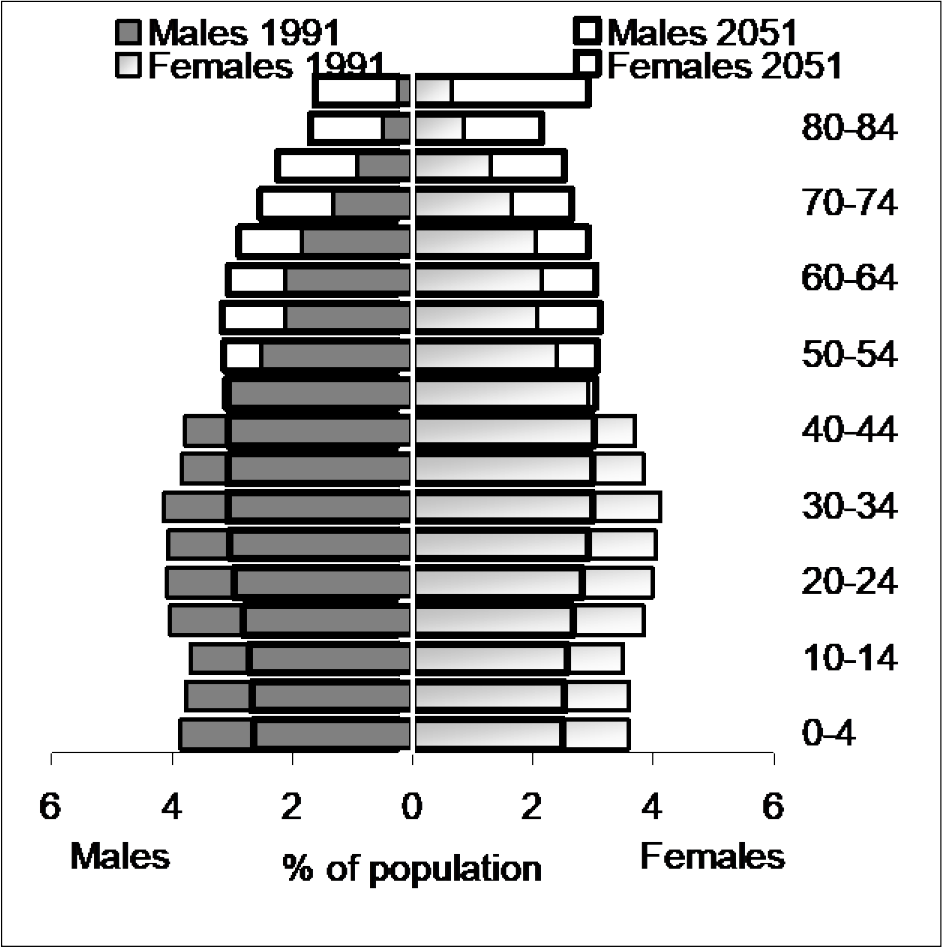 Males 1991
Females 1991
Males 2051
Females 2051
80-84
70-74
60-64
50-54
40-44
30-34
20-24
10-14
0-4
6 4 2 0 2 4 6
Males
% of population
Females